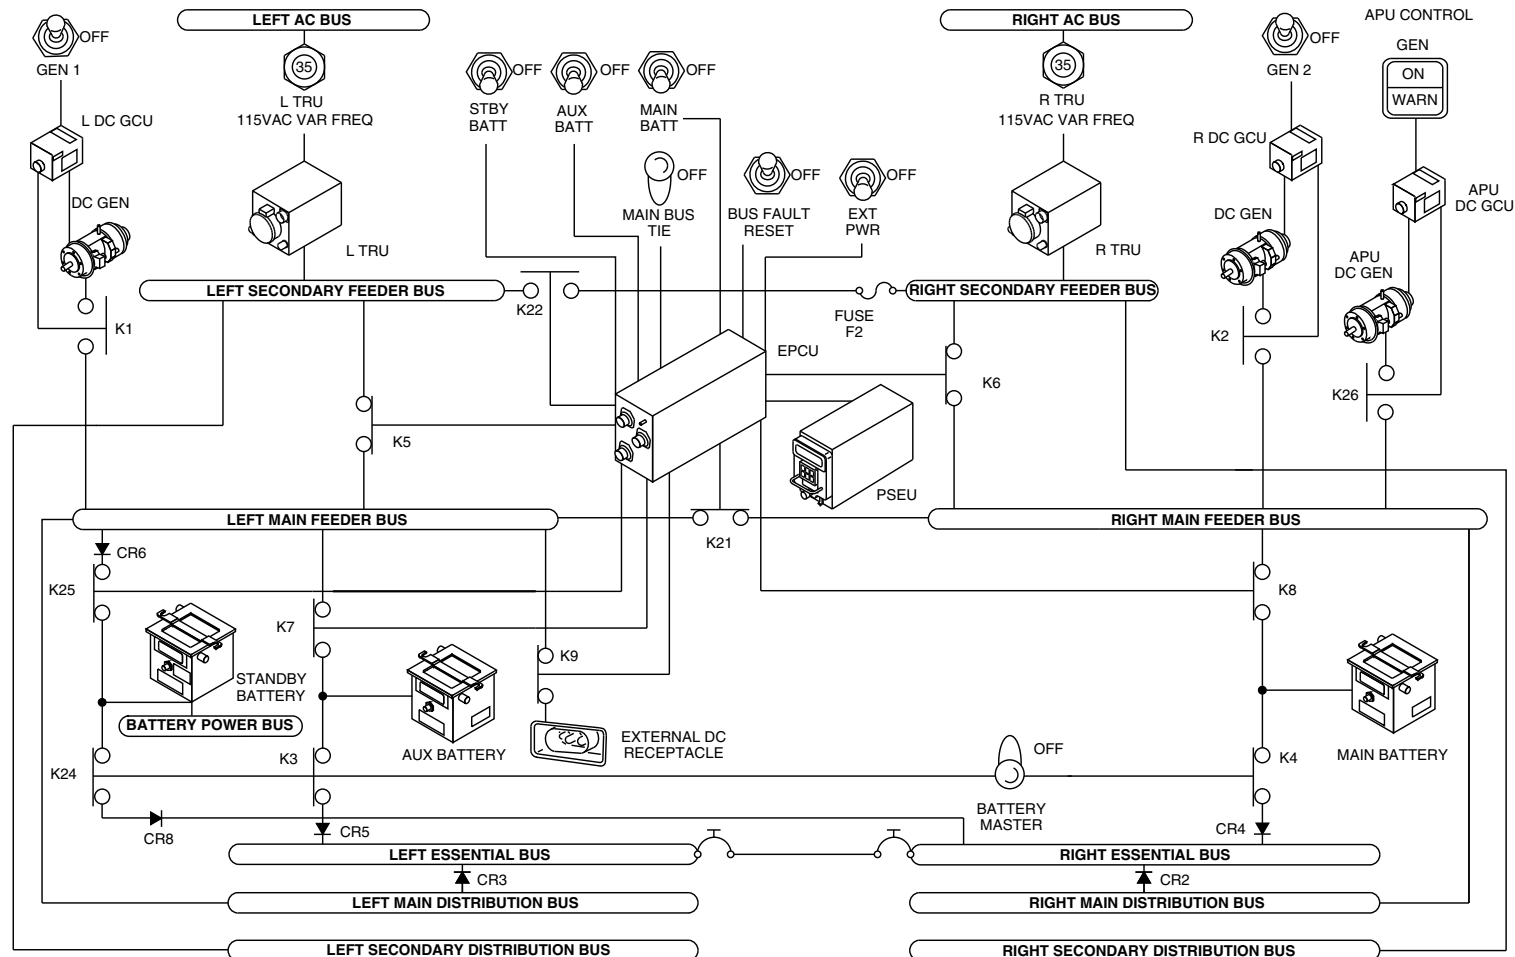 LEFT AC BUS
RIGHT AC BUS
APU CONTROL
OFF
GEN 1
35
L TRU
115VAC VAR FREQ
OFF
STBY
BATT
OFF
AUX
BATT
OFF
MAIN
BATT
35
R TRU
115VAC VAR FREQ
OFF
GEN 2
GEN
ON
WARN
L DC GCU
R DC GCU
OFF
MAIN BUS
TIE
OFF
BUS FAULT
RESET
OFF
EXT
PWR
APU
DC GCU
DC GEN
L TRU
R TRU
DC GEN
APU
DC GEN
LEFT SECONDARY FEEDER BUS
K22
FUSE
F2
RIGHT SECONDARY FEEDER BUS
K1
K2
EPCU
K6
K26
K5
PSEU
LEFT MAIN FEEDER BUS
K21
RIGHT MAIN FEEDER BUS
CR6
K25
K8
K7
K9
STANDBY
BATTERY
BATTERY POWER BUS
AUX BATTERY
EXTERNAL DC
RECEPTACLE
MAIN BATTERY
K24
K3
OFF
K4
BATTERY
MASTER
CR8
CR5
CR4
LEFT ESSENTIAL BUS
RIGHT ESSENTIAL BUS
CR3
CR2
LEFT MAIN DISTRIBUTION BUS
RIGHT MAIN DISTRIBUTION BUS
LEFT SECONDARY DISTRIBUTION BUS
RIGHT SECONDARY DISTRIBUTION BUS